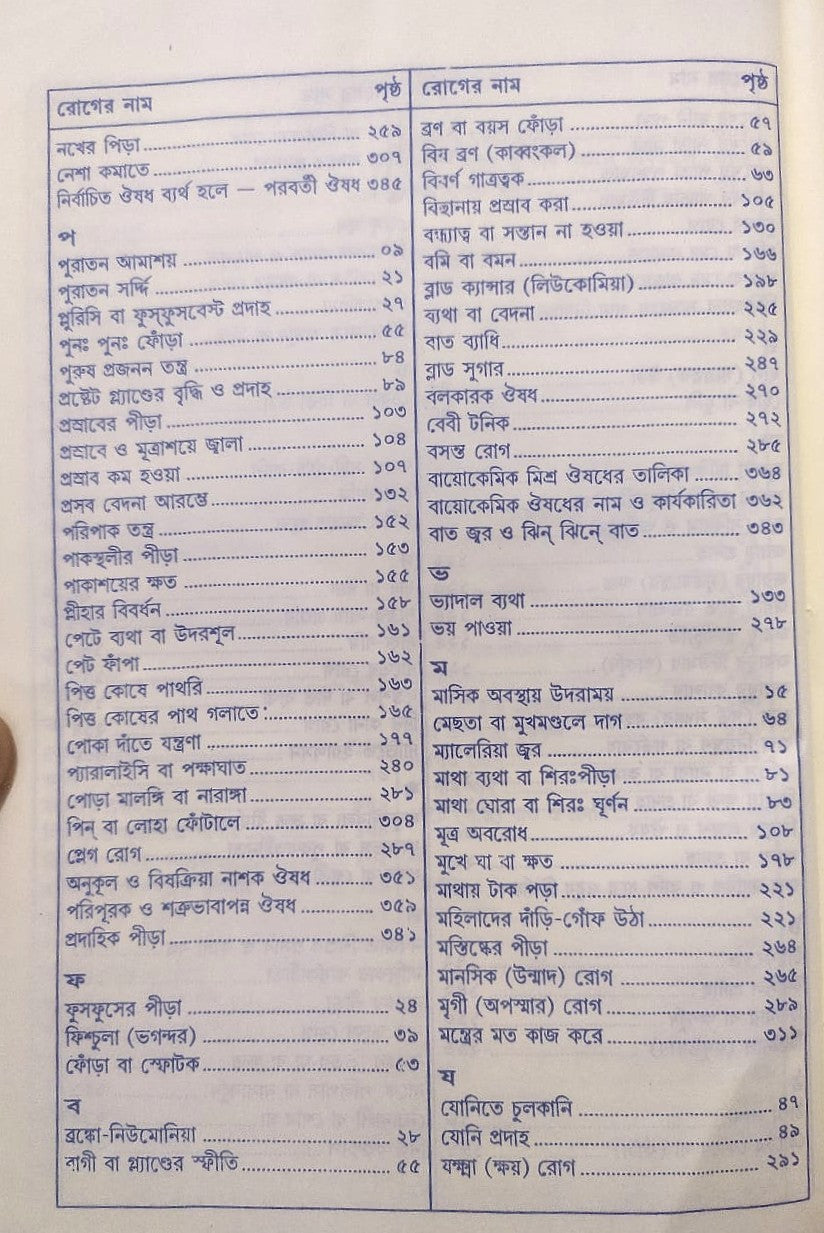 রোগের নাম পৃষ্ঠ
নখের পিড়া ২৫৯
নেশা কমাতে ৩০৭
নির্বাচিত ঔষধ ব্যর্থ হলে — পরবর্তী ঔষধ ৩৪৫
প
পুরাতন আমাশয় ০৯
পুরাতন সর্দ্দি ২১
প্লুরিসি বা ফুস্ফুসবেস্ট প্রদাহ ২৭
পুনঃ পুনঃ ফোঁড়া ৫৫
পুরুষ প্রজনন তন্ত্র ৮৪
প্রষ্টেট গ্ল্যাণ্ডের বৃদ্ধি ও প্রদাহ ৮৯
প্রস্রাবের পীড়া ১০৩
প্রস্রাবে ও মূত্রাশয়ে জ্বালা ১০৪
প্রস্রাব কম হওয়া ১০৭
প্রসব বেদনা আরম্ভে ১৩২
পরিপাক তন্ত্র ১৫২
পাকস্থলীর পীড়া ১৫৩
পাকাশয়ের ক্ষত ১৫৫
প্লীহার বিবর্ধন ১৫৮
পেটে ব্যথা বা উদরশূল ১৬১
পেট ফাঁপা ১৬২
পিত্ত কোষে পাথরি ১৬৩
পিত্ত কোষের পাথ গলাতে ১৬৫
পোকা দাঁতে যন্ত্রণা ১৭৭
প্যারালাইসি বা পক্ষাঘাত ২৪০
পোড়া মালঙ্গি বা নারাঙ্গা ২৮১
পিন্ বা লোহা ফোঁটালে ৩০৪
প্লেগ রোগ ২৮৭
অনুকূল ও বিষক্রিয়া নাশক ঔষধ ৩৫১
পরিপূরক ও শত্রুভাবাপন্ন ঔষধ ৩৫৯
প্রদাহিক পীড়া ৩৪১
ফ
ফুসফুসের পীড়া ২৪
ফিশ্চুলা (ভগন্দর) ৩৯
ফোঁড়া বা স্ফোটক ৫৩
ব
ব্রঙ্কো-নিউমোনিয়া ২৮
বাগী বা গ্ল্যাণ্ডের স্ফীতি ৫৫
রোগের নাম পৃষ্ঠ
ব্রণ বা বয়স ফোঁড়া ৫৭
বিষ ব্রণ (কাব্বংকল) ৫৯
বিবর্ণ গাত্রত্বক ৬৩
বিছানায় প্রস্রাব করা ১০৫
বন্ধ্যাত্ব বা সন্তান না হওয়া ১৩০
বমি বা বমন ১৬৬
ব্লাড ক্যান্সার (লিউকোমিয়া) ১৯৮
ব্যথা বা বেদনা ২২৫
বাত ব্যাধি ২২৯
ব্লাড সুগার ২৪৭
বলকারক ঔষধ ২৭০
বেবী টনিক ২৭২
বসন্ত রোগ ২৮৫
বায়োকেমিক মিশ্র ঔষধের তালিকা ৩৬৪
বায়োকেমিক ঔষধের নাম ও কার্যকারিতা ৩৬২
বাত জ্বর ও ঝিন্ ঝিনে্ বাত ৩৪৩
ভ
ভ্যাদাল ব্যথা ১৩৩
ভয় পাওয়া ২৭৮
ম
মাসিক অবস্থায় উদরাময় ১৫
মেছতা বা মুখমণ্ডলে দাগ ৬৪
ম্যালেরিয়া জ্বর ৭১
মাথা ব্যথা বা শিরঃপীড়া ৮১
মাথা ঘোরা বা শিরঃ ঘূর্ণন ৮৩
মূত্র অবরোধ ১০৮
মুখে ঘা বা ক্ষত ১৭৮
মাথায় টাক পড়া ২২১
মহিলাদের দাঁড়ি-গোঁফ উঠা ২২১
মস্তিষ্কের পীড়া ২৬৪
মানসিক (উন্মাদ) রোগ ২৬৫
মৃগী (অপস্মার) রোগ ২৮৯
মন্ত্রের মত কাজ করে ৩১১
য
যোনিতে চুলকানি ৪৭
যোনি প্রদাহ ৪৯
যক্ষ্মা (ক্ষয়) রোগ ২৯১